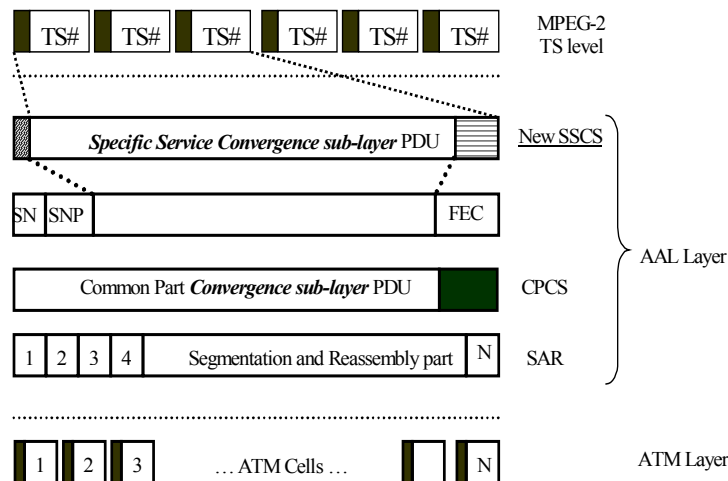 TS# TS# TS# TS# TS# TS# MPEG-2
TS level
Specific Service Convergence sub-layer PDU New SSCS
SN SNP FEC
AAL Layer
Common Part Convergence sub-layer PDU CPCS
1 2 3 4 Segmentation and Reassembly part N SAR
1 2 3 … ATM Cells … N ATM Layer